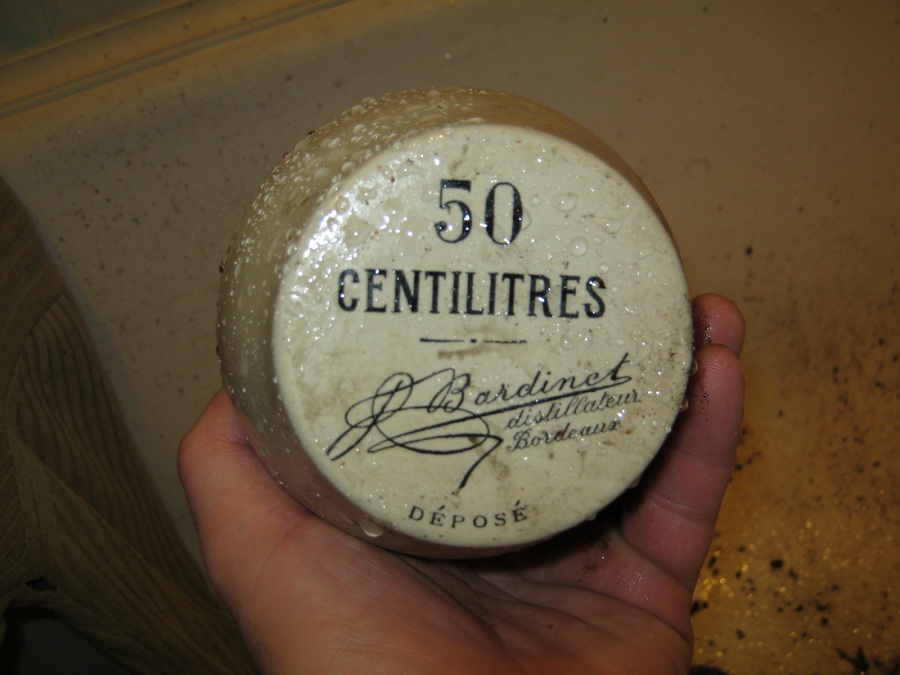 50
CENTILITRES
P. Bardinet
distillateur
Bordeaux
DÉPOSÉ